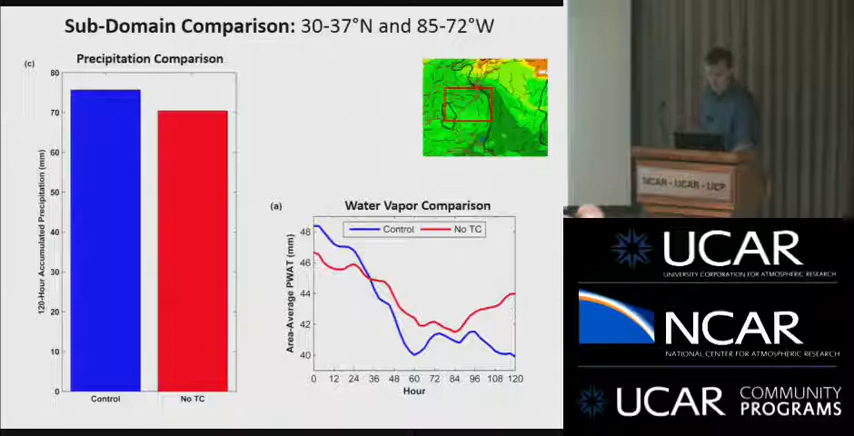 Sub-Domain Comparison: 30-37°N and 85-72°W
(c)
Precipitation Comparison
120-Hour Accumulated Precipitation (mm)
80
70
60
50
40
30
20
10
0
Control
No TC
(a)
Water Vapor Comparison
Control
No TC
Area-Average PWAT (mm)
48
46
44
42
40
0 12 24 36 48 60 72 84 96 108 120
Hour
NCAR - UCAR - UCP
UCAR
UNIVERSITY CORPORATION FOR ATMOSPHERIC RESEARCH
NCAR
NATIONAL CENTER FOR ATMOSPHERIC RESEARCH
UCAR COMMUNITY
PROGRAMS